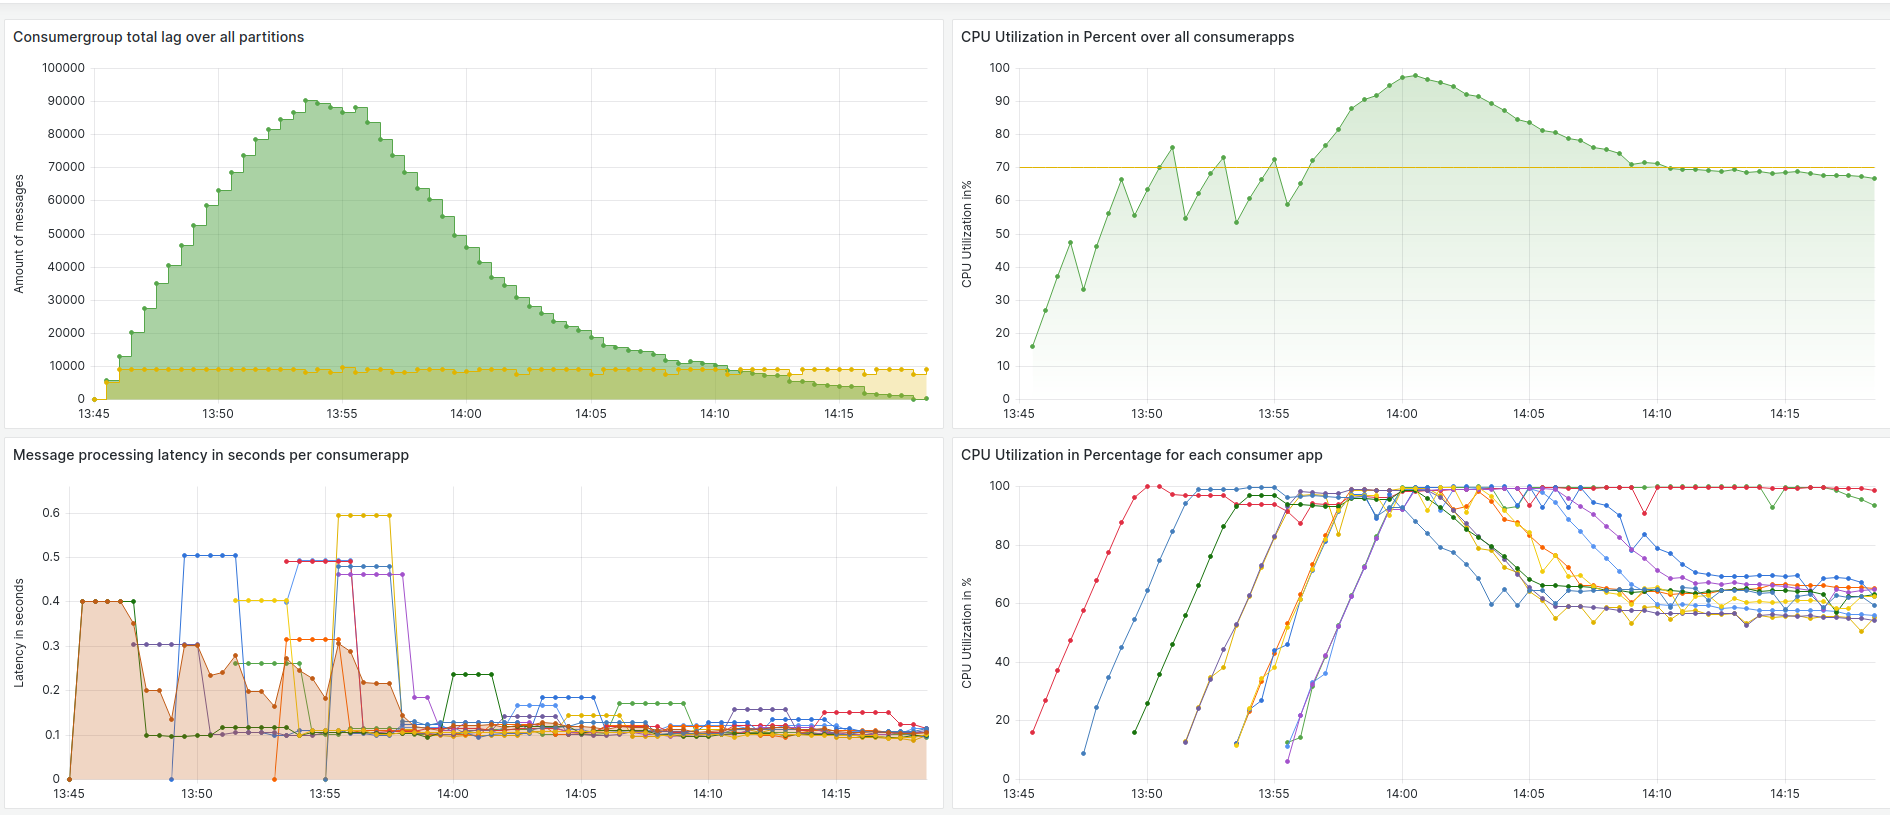 Consumergroup total lag over all partitions
Amount of messages
100000
90000
80000
70000
60000
50000
40000
30000
20000
10000
0
13:45 13:50 13:55 14:00 14:05 14:10 14:15
CPU Utilization in Percent over all consumerapps
CPU Utilization in%
100
90
80
70
60
50
40
30
20
10
0
13:45 13:50 13:55 14:00 14:05 14:10 14:15
Message processing latency in seconds per consumerapp
Latency in seconds
0.6
0.5
0.4
0.3
0.2
0.1
0
13:45 13:50 13:55 14:00 14:05 14:10 14:15
CPU Utilization in Percentage for each consumer app
CPU Utilization in %
100
80
60
40
20
0
13:45 13:50 13:55 14:00 14:05 14:10 14:15